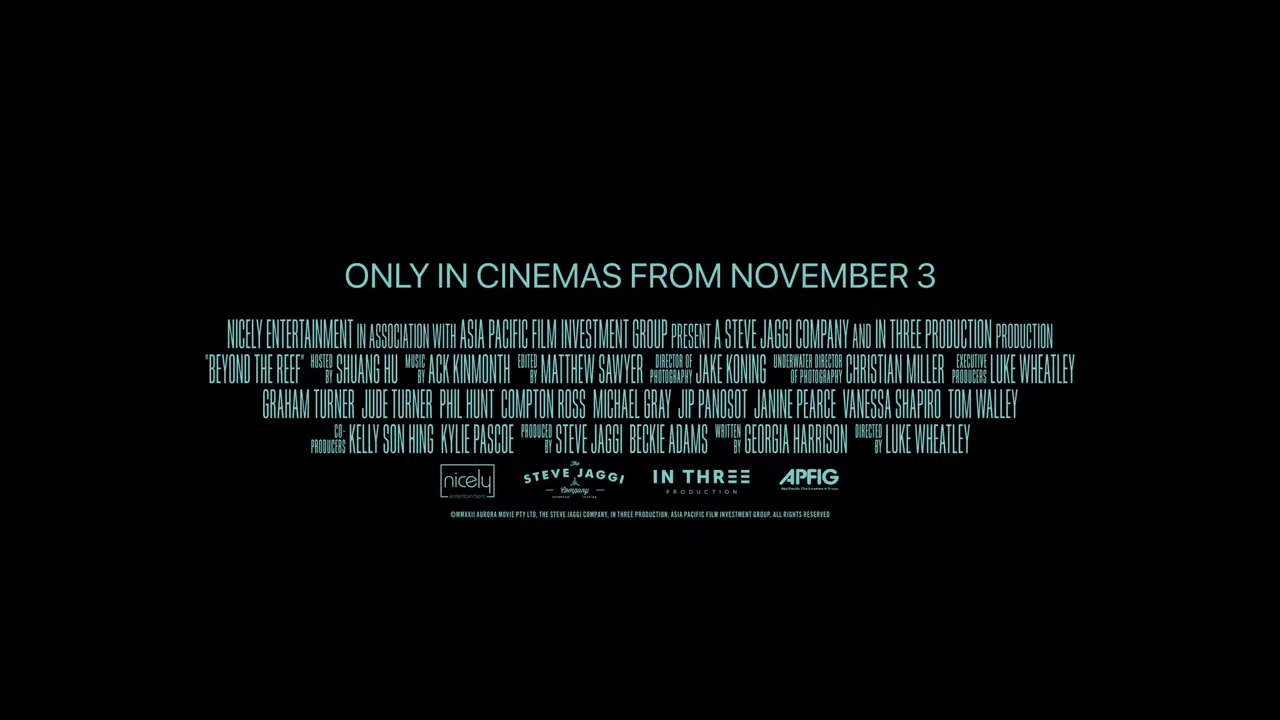 ONLY IN CINEMAS FROM NOVEMBER 3
NICELY ENTERTAINMENT IN ASSOCIATION WITH ASIA PACIFIC FILM INVESTMENT GROUP PRESENT A STEVE JAGGI COMPANY AND IN THREE PRODUCTION PRODUCTION
"BEYOND THE REEF" HOSTED BY SHUANG HU MUSIC BY ACK KINMONTH EDITED BY MATTHEW SAWYER DIRECTOR OF PHOTOGRAPHY JAKE KONING UNDERWATER DIRECTOR OF PHOTOGRAPHY CHRISTIAN MILLER EXECUTIVE PRODUCERS LUKE WHEATLEY
GRAHAM TURNER JUDE TURNER PHIL HUNT COMPTON ROSS MICHAEL GRAY JIP PANOSOT JANINE PEARCE VANESSA SHAPIRO TOM WALLEY
CO-PRODUCERS KELLY SON HING KYLIE PASCOE PRODUCED BY STEVE JAGGI BECKIE ADAMS WRITTEN BY GEORGIA HARRISON DIRECTED BY LUKE WHEATLEY
nicely entertainment
The STEVE JAGGI Company
IN THREE PRODUCTION
APFIG
©MMXXII AURORA MOVIE PTY LTD, THE STEVE JAGGI COMPANY, IN THREE PRODUCTION, ASIA PACIFIC FILM INVESTMENT GROUP, ALL RIGHTS RESERVED